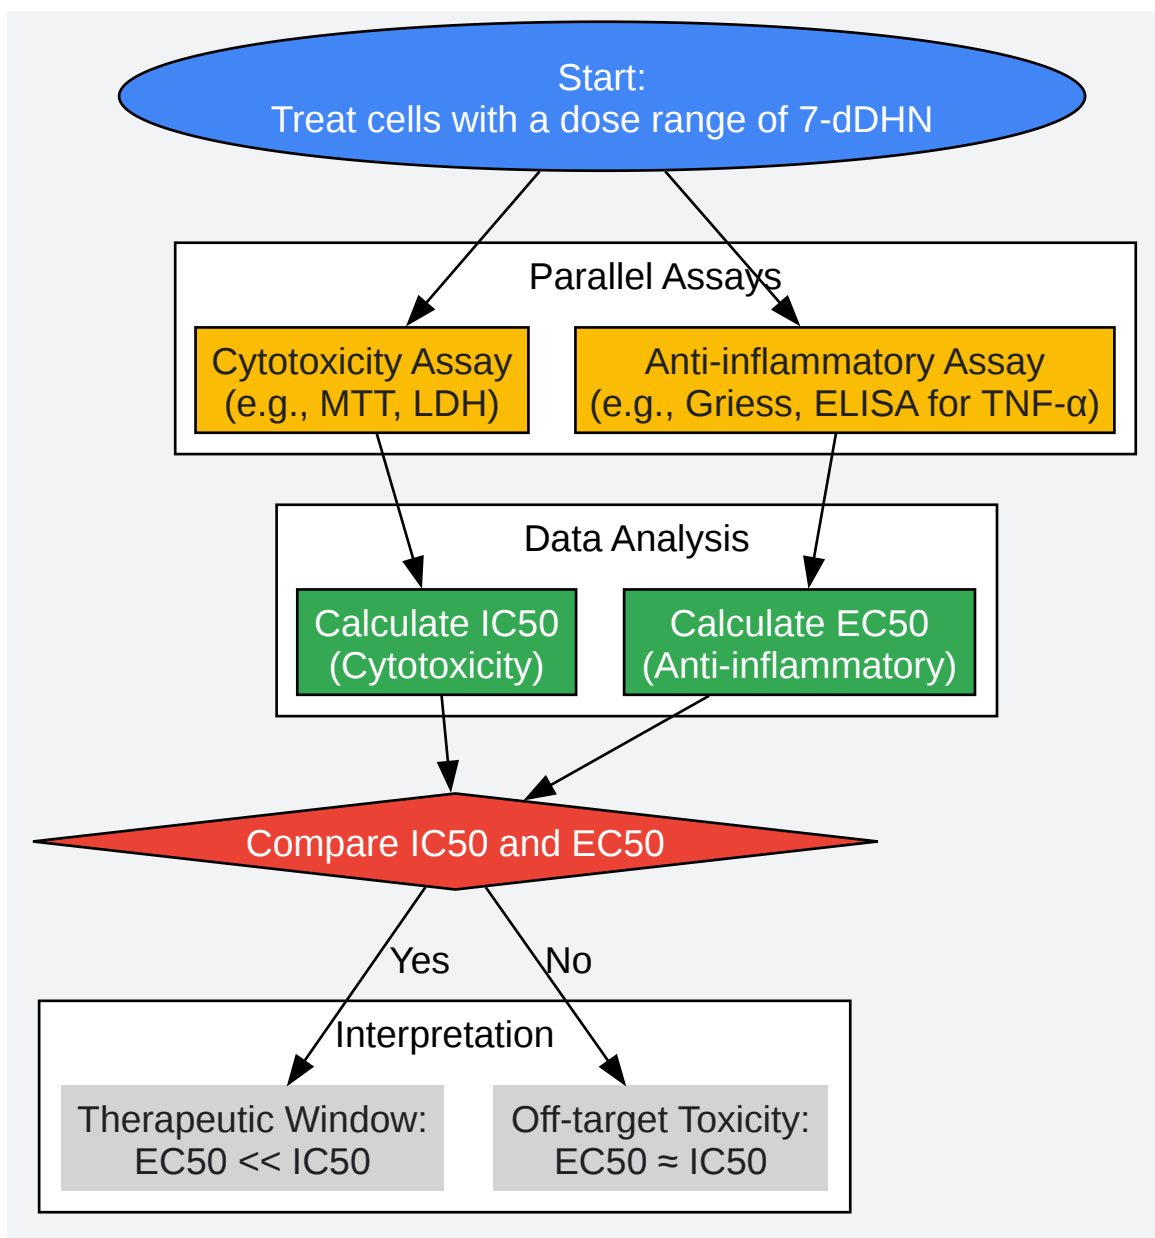 Start:
Treat cells with a dose range of 7-dDHN
Parallel Assays
Cytotoxicity Assay
(e.g., MTT, LDH)
Anti-inflammatory Assay
(e.g., Griess, ELISA for TNF-α)
Data Analysis
Calculate IC50
(Cytotoxicity)
Calculate EC50
(Anti-inflammatory)
Compare IC50 and EC50
Yes
No
Interpretation
Therapeutic Window:
EC50 << IC50
Off-target Toxicity:
EC50 ≈ IC50